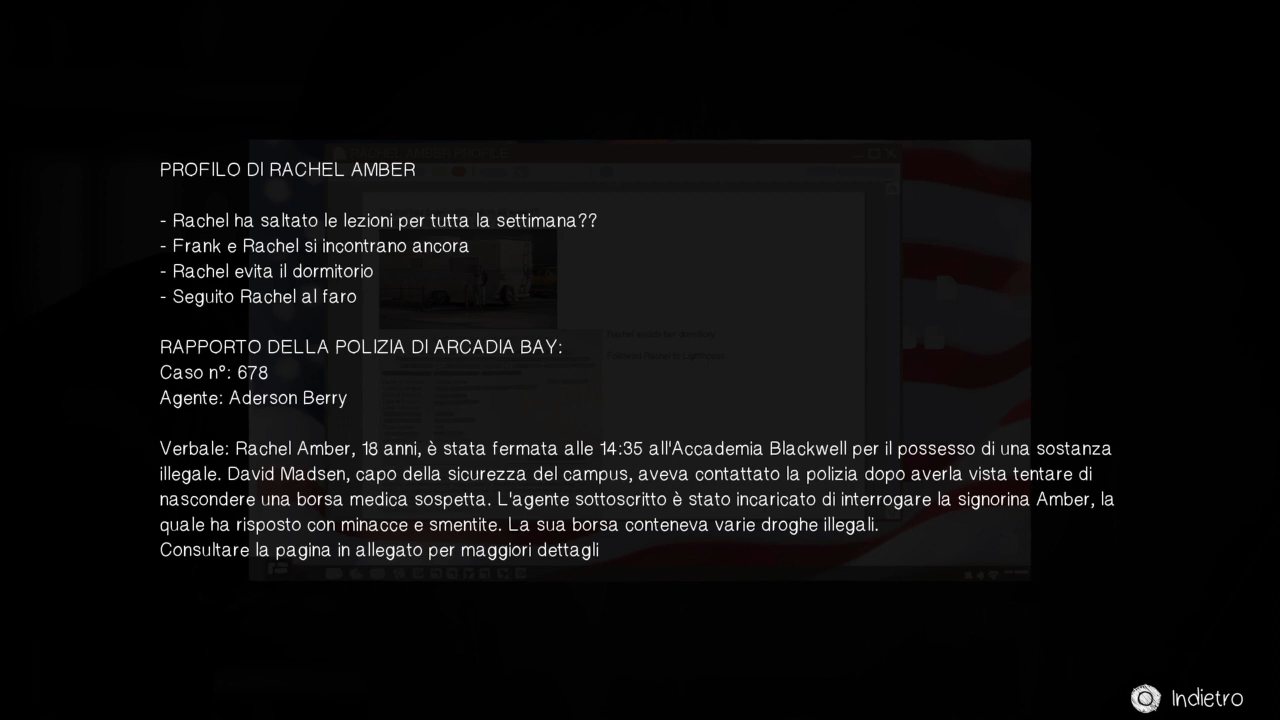 PROFILO DI RACHEL AMBER
- Rachel ha saltato le lezioni per tutta la settimana??
- Frank e Rachel si incontrano ancora
- Rachel evita il dormitorio
- Seguito Rachel al faro
RAPPORTO DELLA POLIZIA DI ARCADIA BAY:
Caso n°: 678
Agente: Aderson Berry
Verbale: Rachel Amber, 18 anni, è stata fermata alle 14:35 all'Accademia Blackwell per il possesso di una sostanza
illegale. David Madsen, capo della sicurezza del campus, aveva contattato la polizia dopo averla vista tentare di
nascondere una borsa medica sospetta. L'agente sottoscritto è stato incaricato di interrogare la signorina Amber, la
quale ha risposto con minacce e smentite. La sua borsa conteneva varie droghe illegali.
Consultare la pagina in allegato per maggiori dettagli
Indietro